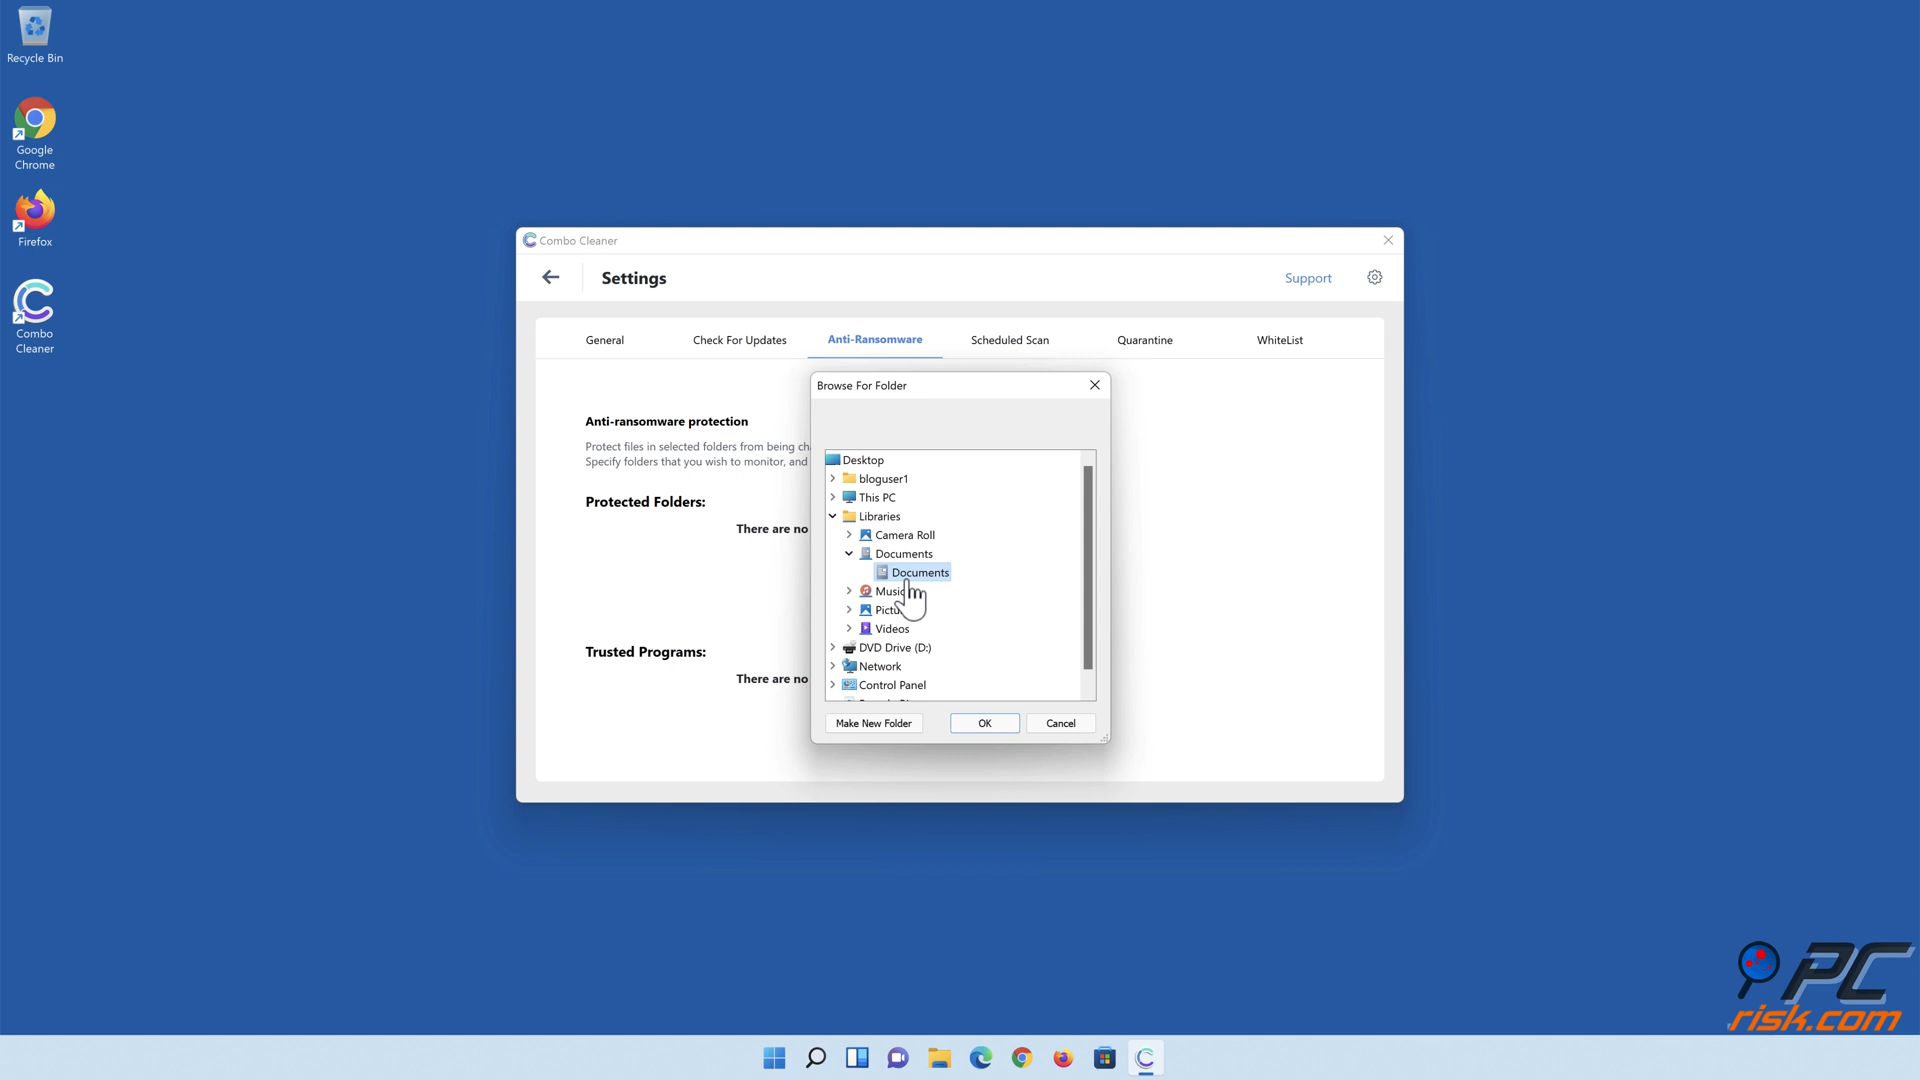 Recycle Bin
Google
Chrome
Firefox
Combo
Cleaner
Combo Cleaner
Settings
Support
General
Check For Updates
Anti-Ransomware
Scheduled Scan
Quarantine
WhiteList
Anti-ransomware protection
Protect files in selected folders from being
Specify folders that you wish to monitor, and
Protected Folders:
There are no
Trusted Programs:
There are no
Browse For Folder
Desktop
bloguser1
This PC
Libraries
Camera Roll
Documents
Documents
Music
Videos
DVD Drive (D:)
Network
Control Panel
Make New Folder
OK
Cancel
PC
risk.com